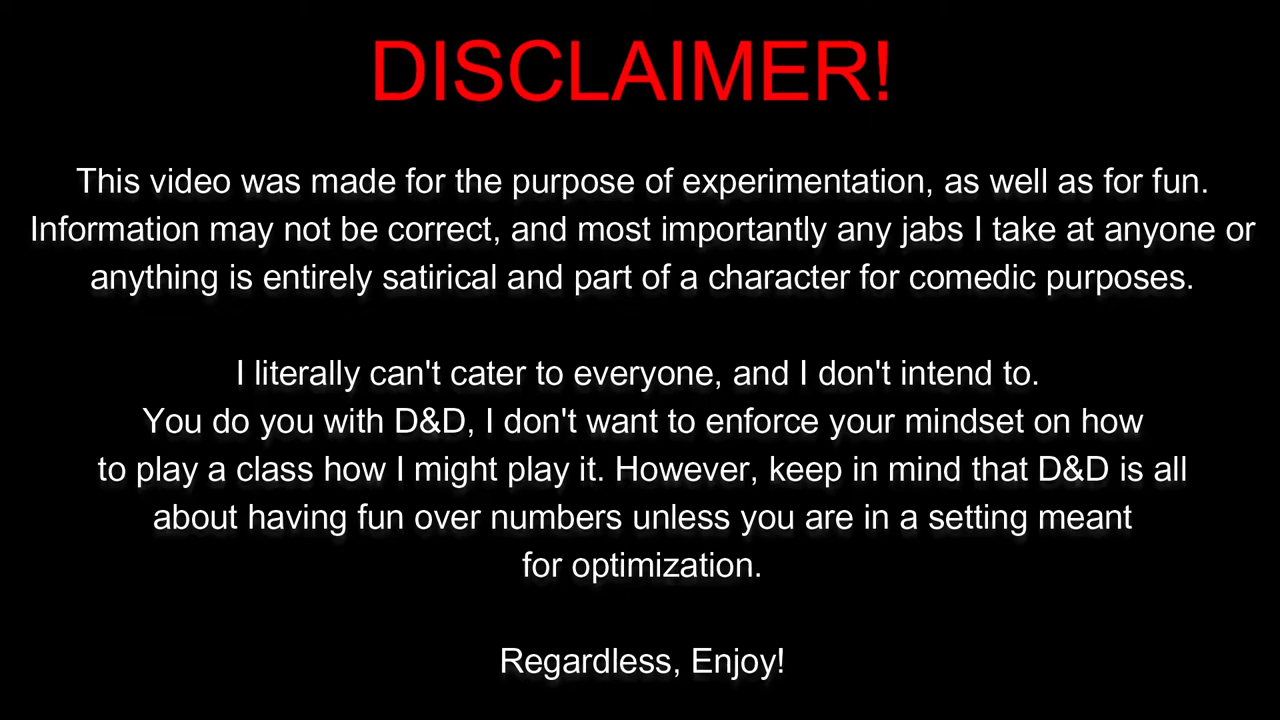 DISCLAIMER!
This video was made for the purpose of experimentation, as well as for fun.
Information may not be correct, and most importantly any jabs I take at anyone or
anything is entirely satirical and part of a character for comedic purposes.
I literally can't cater to everyone, and I don't intend to.
You do you with D&D, I don't want to enforce your mindset on how
to play a class how I might play it. However, keep in mind that D&D is all
about having fun over numbers unless you are in a setting meant
for optimization.
Regardless, Enjoy!